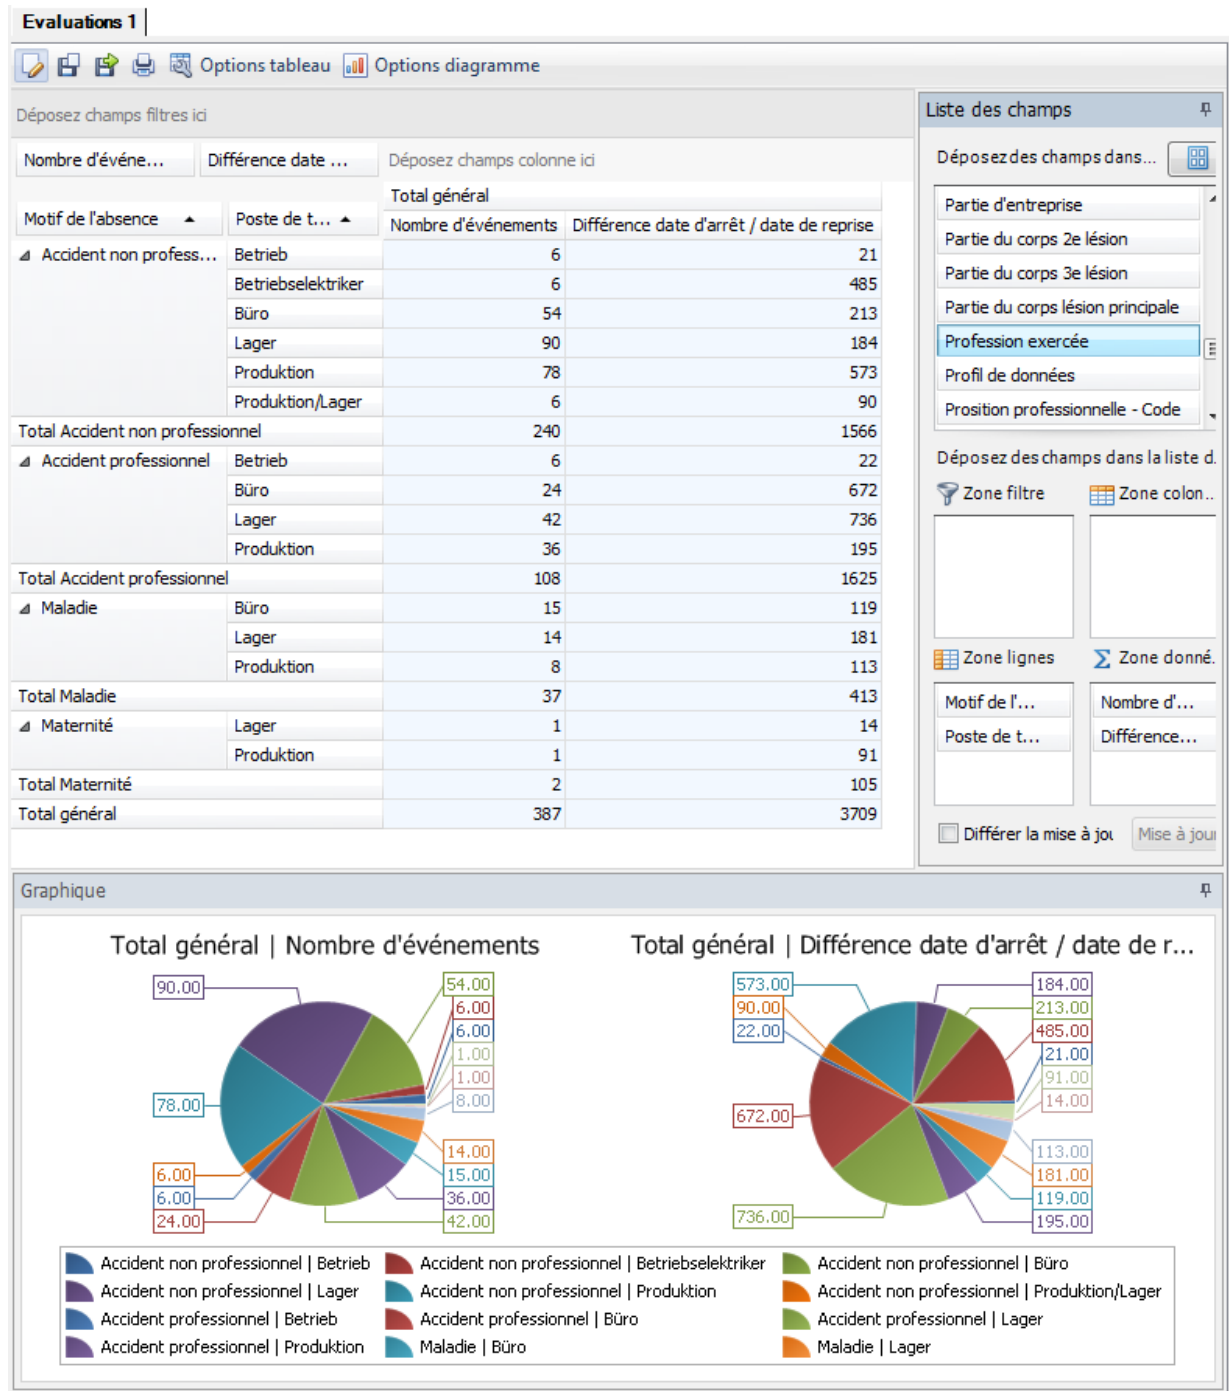 Evaluations 1
Options tableau Options diagramme
Déposez champs filtres ici
Nombre d'événe... Différence date ... Déposez champs colonne ici
Total général
Motif de l'absence Poste de t... Nombre d'événements Différence date d'arrêt / date de reprise
Accident non profess... Betrieb 6 21
Betriebselektriker 6 485
Büro 54 213
Lager 90 184
Produktion 78 573
Produktion/Lager 6 90
Total Accident non professionnel 240 1566
Accident professionnel Betrieb 6 22
Büro 24 672
Lager 42 736
Produktion 36 195
Total Accident professionnel 108 1625
Maladie Büro 15 119
Lager 14 181
Produktion 8 113
Total Maladie 37 413
Maternité Lager 1 14
Produktion 1 91
Total Maternité 2 105
Total général 387 3709
Liste des champs
Déposez des champs dans...
Partie d'entreprise
Partie du corps 2e lésion
Partie du corps 3e lésion
Partie du corps lésion principale
Profession exercée
Profil de données
Prosition professionnelle - Code
Déposez des champs dans la liste d.
Zone filtre Zone colon..
Zone lignes Zone donné.
Motif de l'... Nombre d'...
Poste de t... Différence...
Différer la mise à jou Mise à jour
Graphique
Total général | Nombre d'événements
90.00
54.00
6.00
6.00
1.00
1.00
8.00
78.00
14.00
6.00
15.00
6.00
36.00
24.00
42.00
Total général | Différence date d'arrêt / date de r...
573.00
184.00
90.00
213.00
22.00
485.00
21.00
91.00
14.00
672.00
113.00
181.00
119.00
736.00
195.00
Accident non professionnel | Betrieb Accident non professionnel | Betriebselektriker Accident non professionnel | Büro
Accident non professionnel | Lager Accident non professionnel | Produktion Accident non professionnel | Produktion/Lager
Accident professionnel | Betrieb Accident professionnel | Büro Accident professionnel | Lager
Accident professionnel | Produktion Maladie | Büro Maladie | Lager